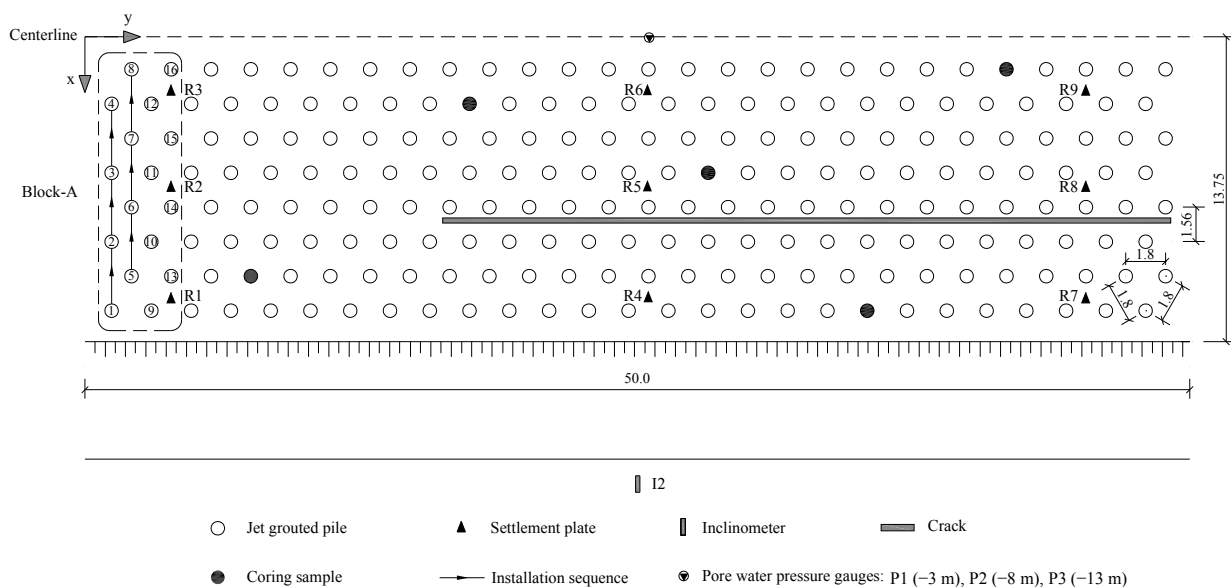 y
Centerline
x
8 16
R3 R6 R9
4 12
7 15
3 11
Block-A R2 R5 R8
13.75
6 14
1.56
2 10
1.8
5 13
R1 R4 R7
1.8 1.8
1 9
50.0
I2
Jet grouted pile Settlement plate Inclinometer Crack
Coring sample Installation sequence Pore water pressure gauges: P1 (−3 m), P2 (−8 m), P3 (−13 m)